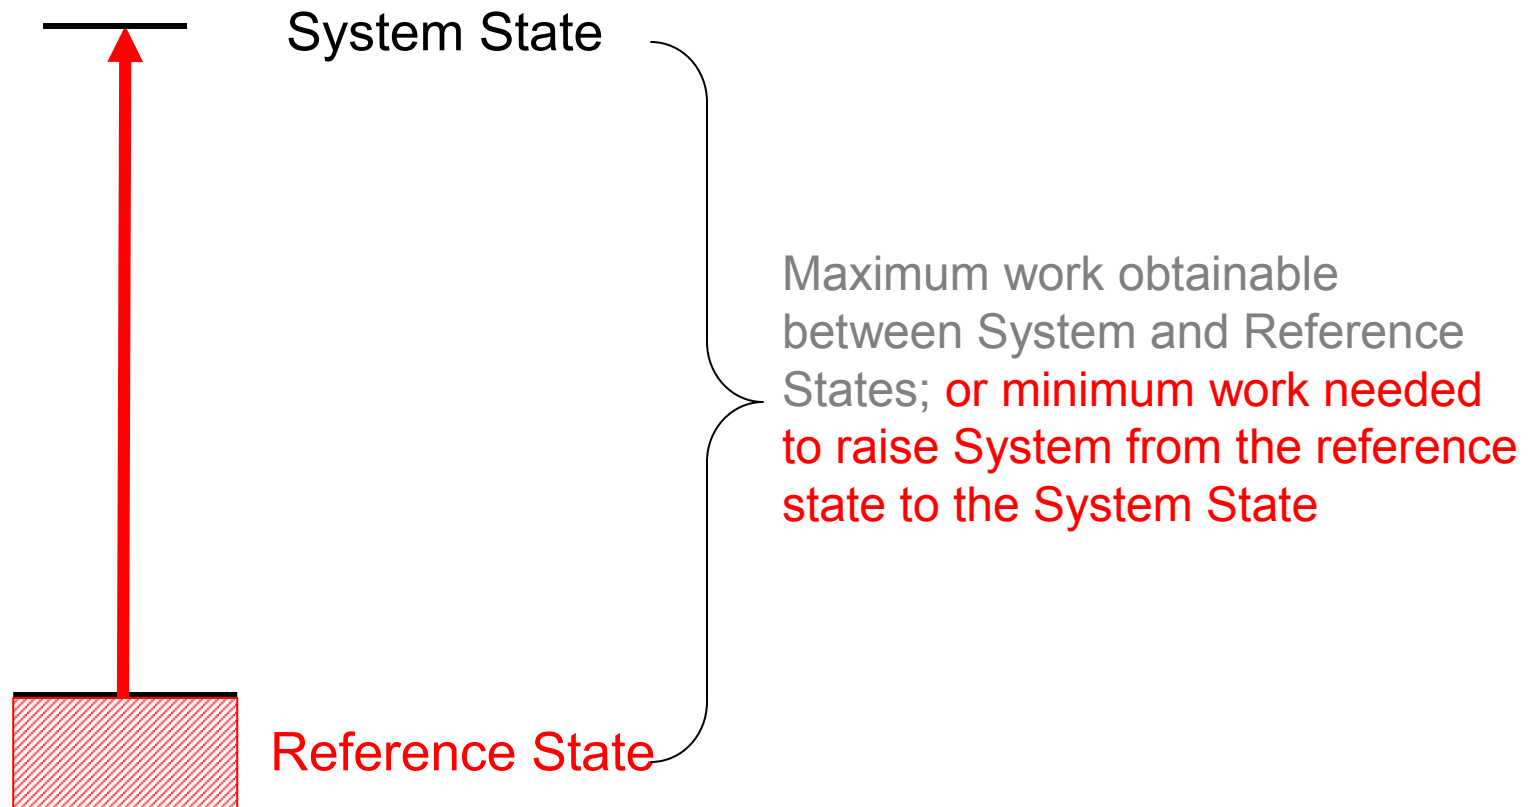 System State
Maximum work obtainable
between System and Reference
States; or minimum work needed
to raise System from the reference
state to the System State
Reference State